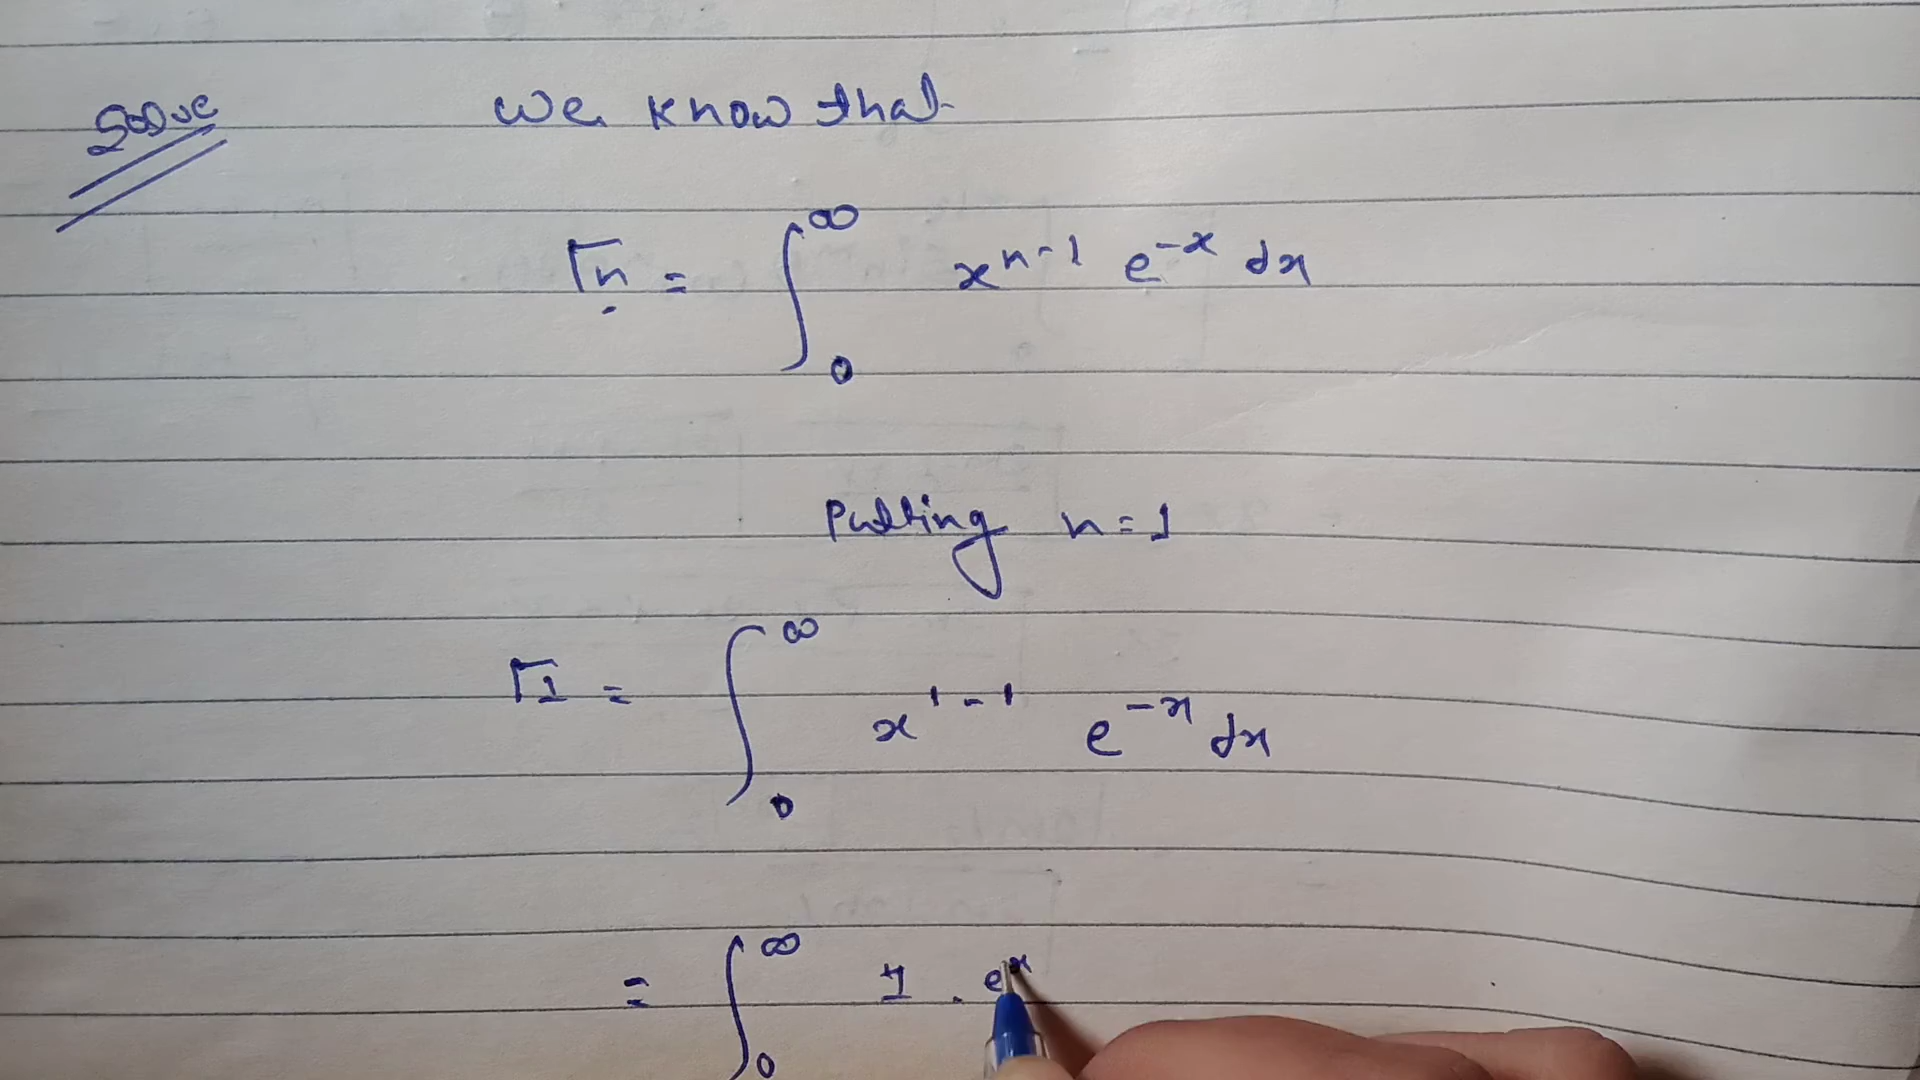 Solve We know that
Γn = ∫₀^∞ x^(n-1) e^(-x) dx
Putting n=1
Γ1 = ∫₀^∞ x^(1-1) e^(-x) dx
= ∫₀^∞ 1 . e^x